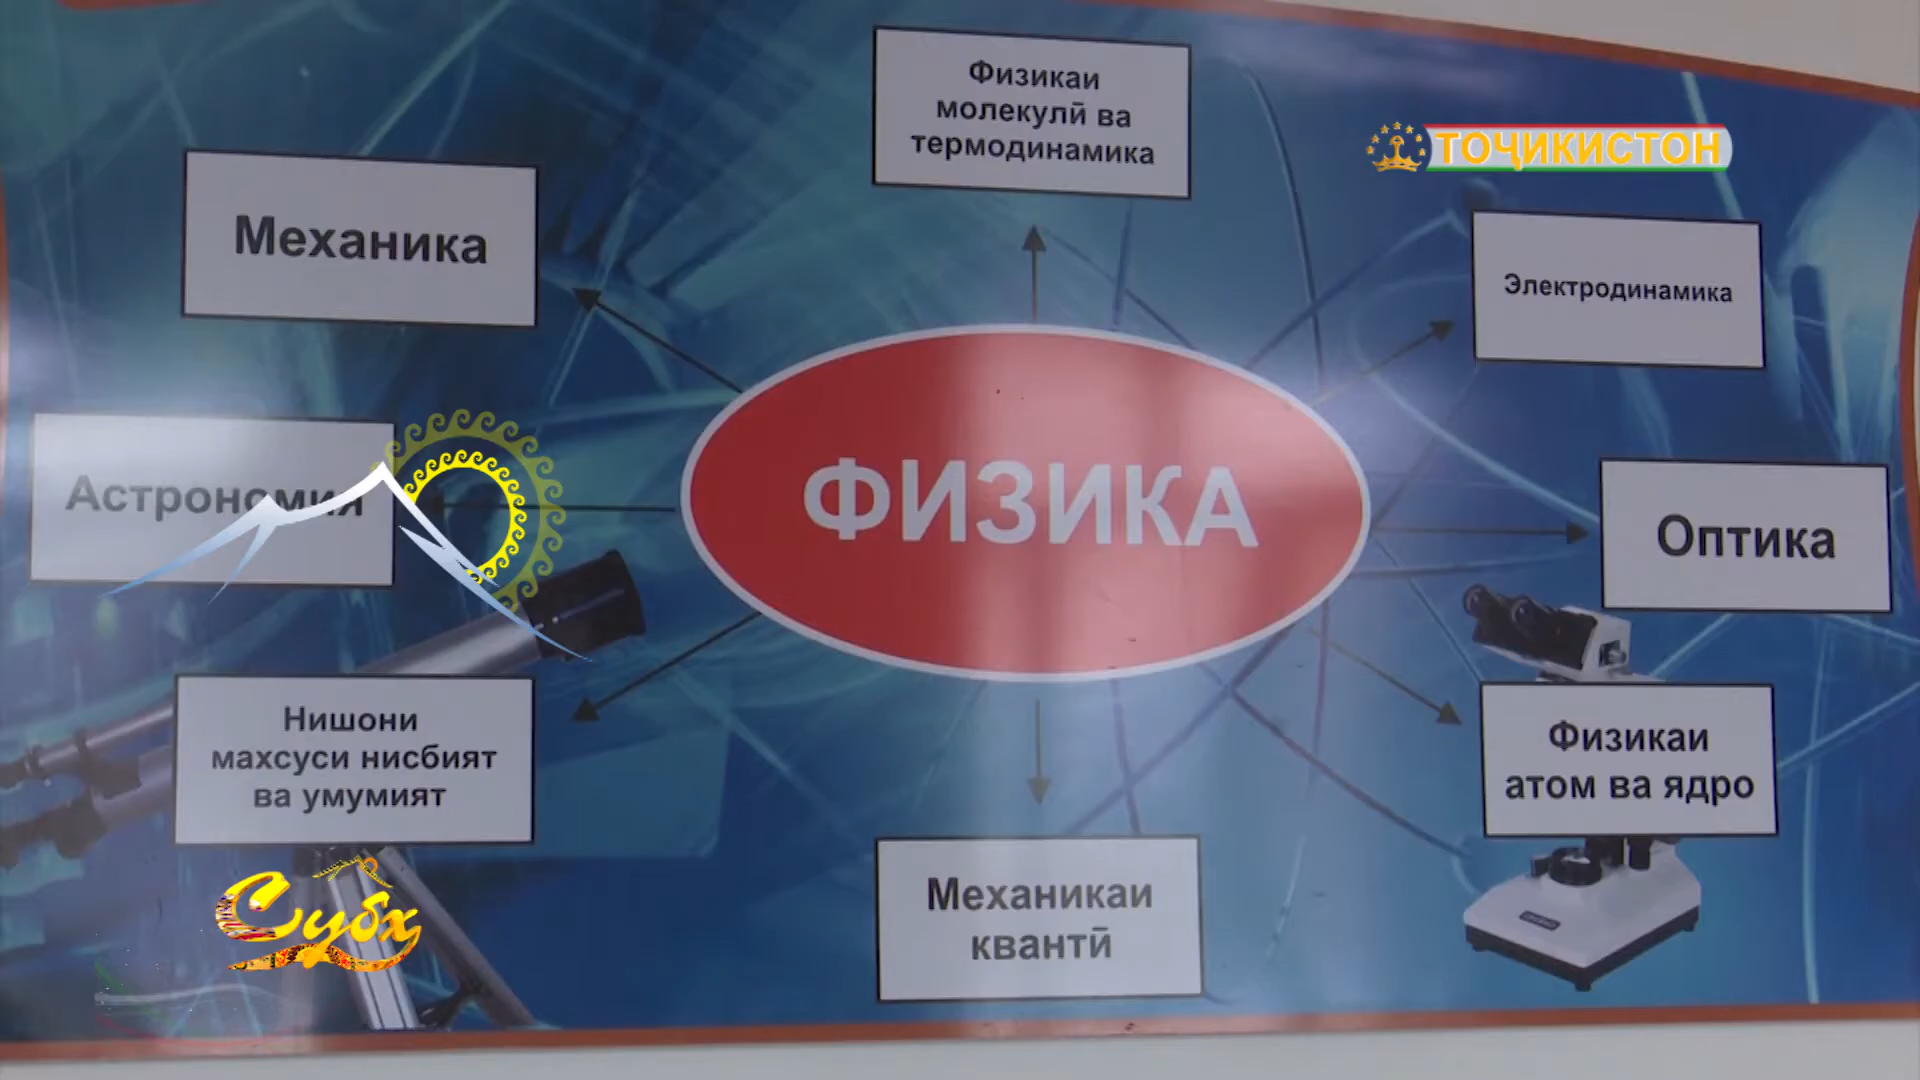 Физикаи
молекулӣ ва
термодинамика
ТОҶИКИСТОН
Механика
Электродинамика
Астрономия
ФИЗИКА
Оптика
Нишони
махсуси нисбият
ва умумият
Физикаи
атом ва ядро
Механикаи
квантӣ
Субҳ